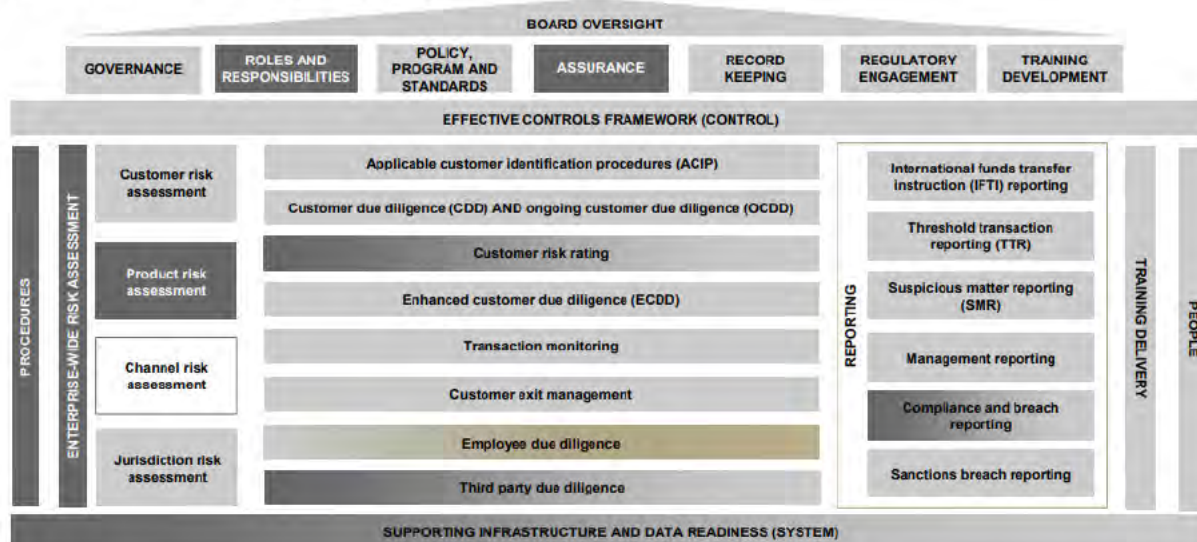 BOARD OVERSIGHT
GOVERNANCE
ROLES AND
RESPONSIBILITIES
POLICY,
PROGRAM AND
STANDARDS
ASSURANCE
RECORD
KEEPING
REGULATORY
ENGAGEMENT
TRAINING
DEVELOPMENT
EFFECTIVE CONTROLS FRAMEWORK (CONTROL)
PROCEDURES
ENTERPRISE-WIDE RISK ASSESSMENT
Customer risk
assessment
Product risk
assessment
Channel risk
assessment
Jurisdiction risk
assessment
Applicable customer identification procedures (ACIP)
Customer due diligence (CDD) AND ongoing customer due diligence (OCDD)
Customer risk rating
Enhanced customer due diligence (ECDD)
Transaction monitoring
Customer exit management
Employee due diligence
Third party due diligence
REPORTING
International funds transfer
instruction (IFTI) reporting
Threshold transaction
reporting (TTR)
Suspicious matter reporting
(SMR)
Management reporting
Compliance and breach
reporting
Sanctions breach reporting
TRAINING DELIVERY
PEOPLE
SUPPORTING INFRASTRUCTURE AND DATA READINESS (SYSTEM)